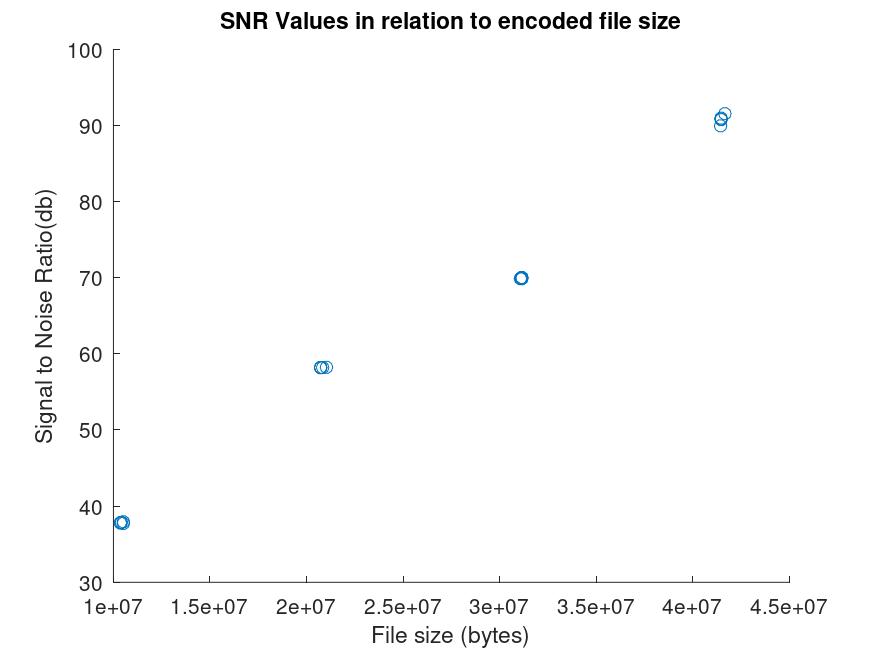 SNR Values in relation to encoded file size
100
90
80
70
60
50
40
30
Signal to Noise Ratio(db)
1e+07 1.5e+07 2e+07 2.5e+07 3e+07 3.5e+07 4e+07 4.5e+07
File size (bytes)